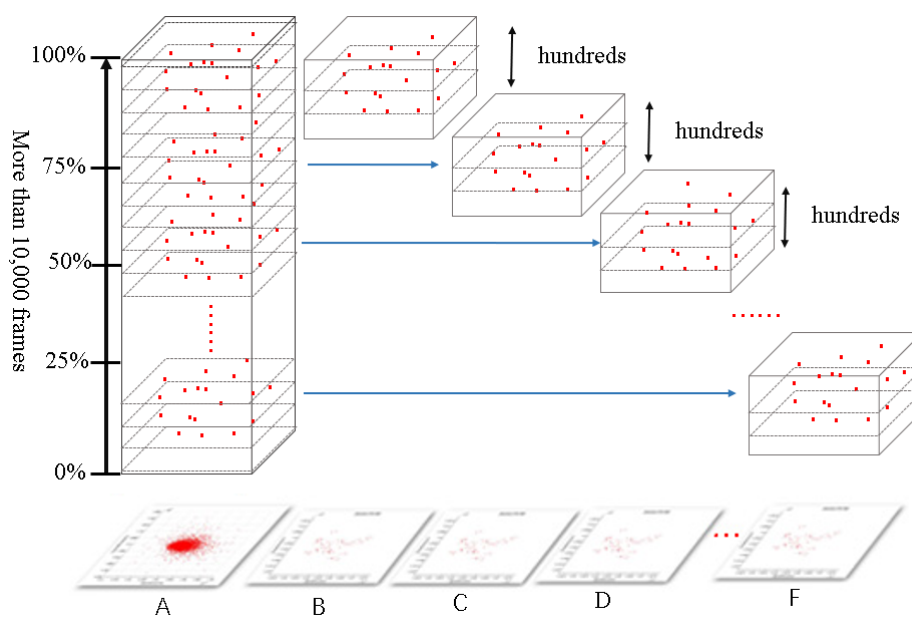 100%
hundreds
hundreds
75%
hundreds
More than 10,000 frames
50%
25%
0%
A
B
C
D
F